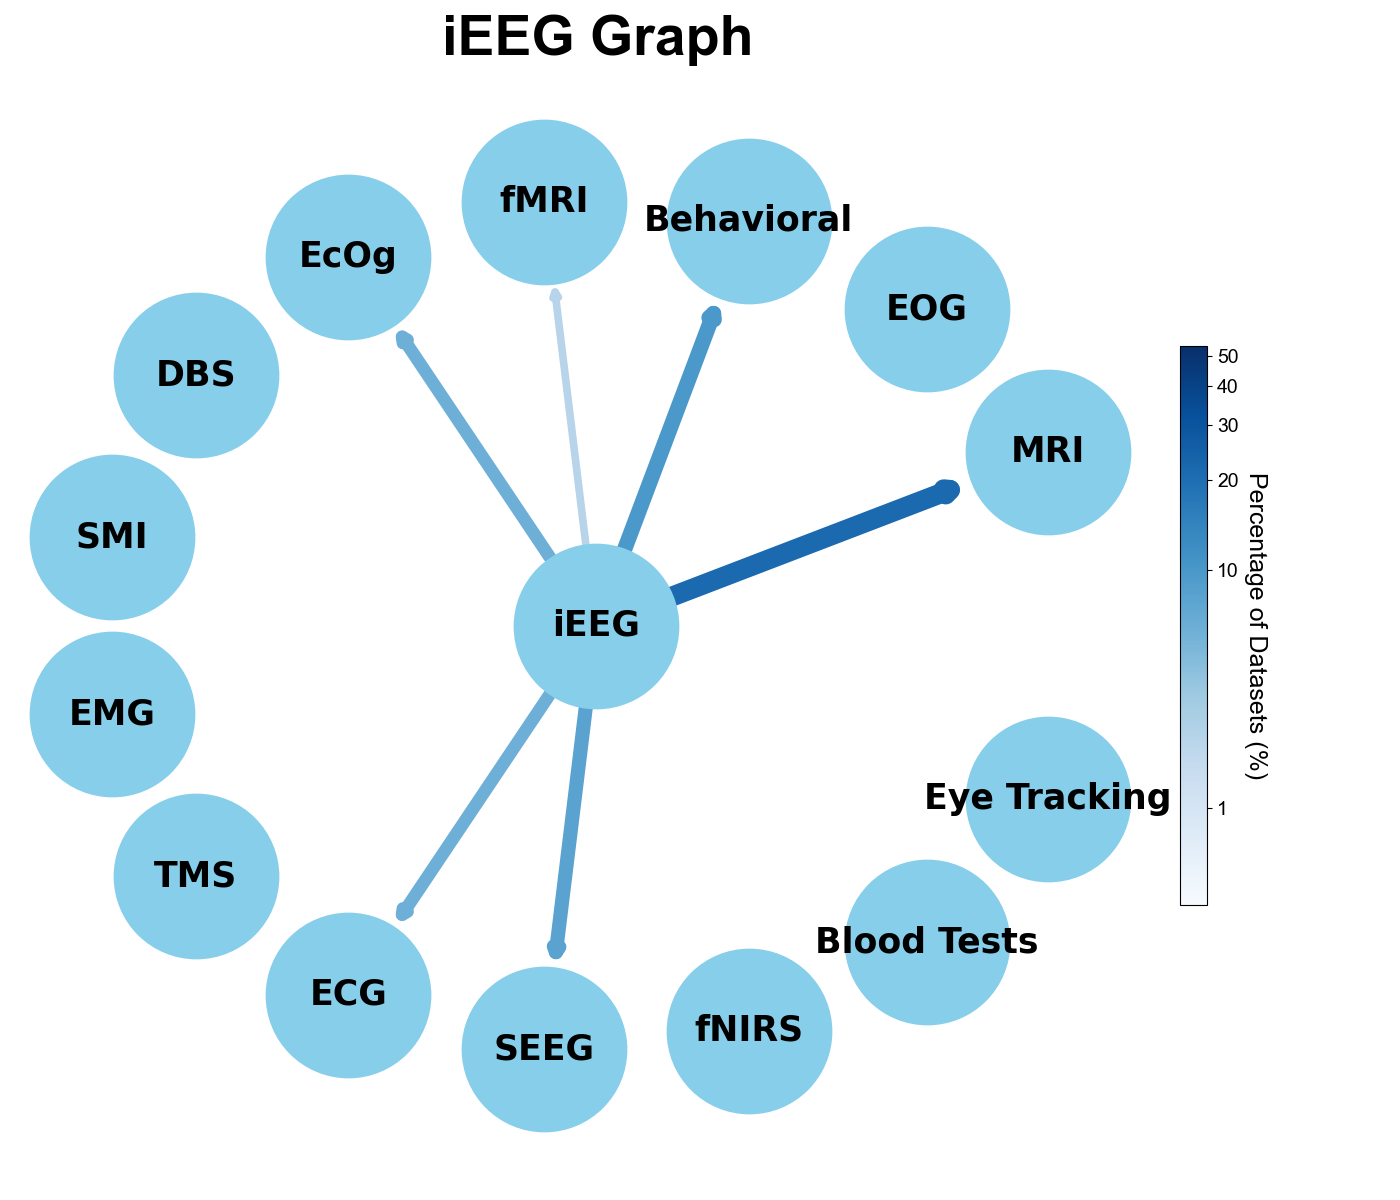 iEEG Graph
fMRI
Behavioral
EcOg
EOG
DBS
MRI
SMI
iEEG
EMG
Eye Tracking
TMS
Blood Tests
ECG
fNIRS
SEEG
50
40
30
20
10
1
Percentage of Datasets (%)